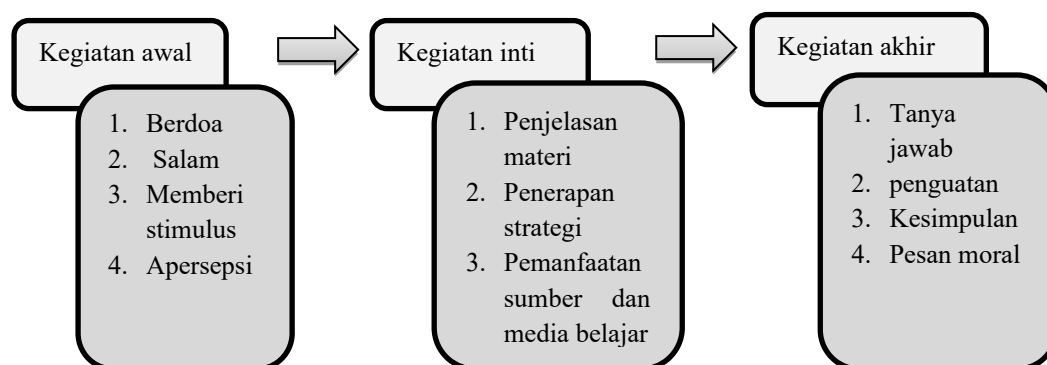 Kegiatan awal
1. Berdoa
2. Salam
3. Memberi
stimulus
4. Apersepsi
Kegiatan inti
1. Penjelasan
materi
2. Penerapan
strategi
3. Pemanfaatan
sumber dan
media belajar
Kegiatan akhir
1. Tanya
jawab
2. penguatan
3. Kesimpulan
4. Pesan moral